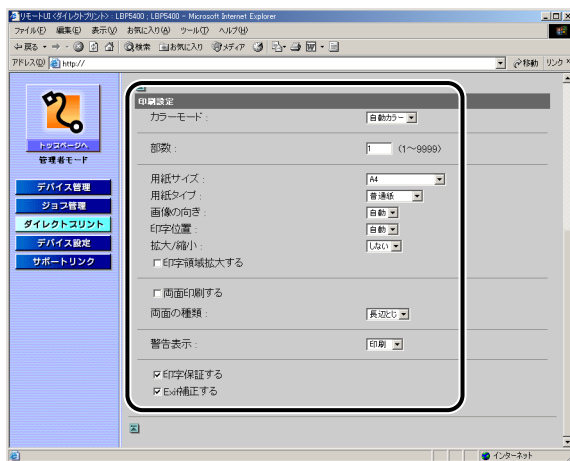 リモートUI <ダイレクトプリント> : LBP5400 ; LBP5400 - Microsoft Internet Explorer
ファイル(F) 編集(E) 表示(V) お気に入り(A) ツール(T) ヘルプ(H)
戻る 検索 お気に入り メディア
アドレス(D) http:// 移動 リンク
トップページへ
管理者モード
デバイス管理
ジョブ管理
ダイレクトプリント
デバイス設定
サポートリンク
印刷設定
カラーモード : 自動カラー
部数 : 1 (1～9999)
用紙サイズ : A4
用紙タイプ : 普通紙
画像の向き : 自動
印字位置 : 自動
拡大/縮小 : しない
印字領域拡大する
両面印刷する
両面の種類 : 長辺とじ
警告表示 : 印刷
印字保証する
Exif補正する
インターネット